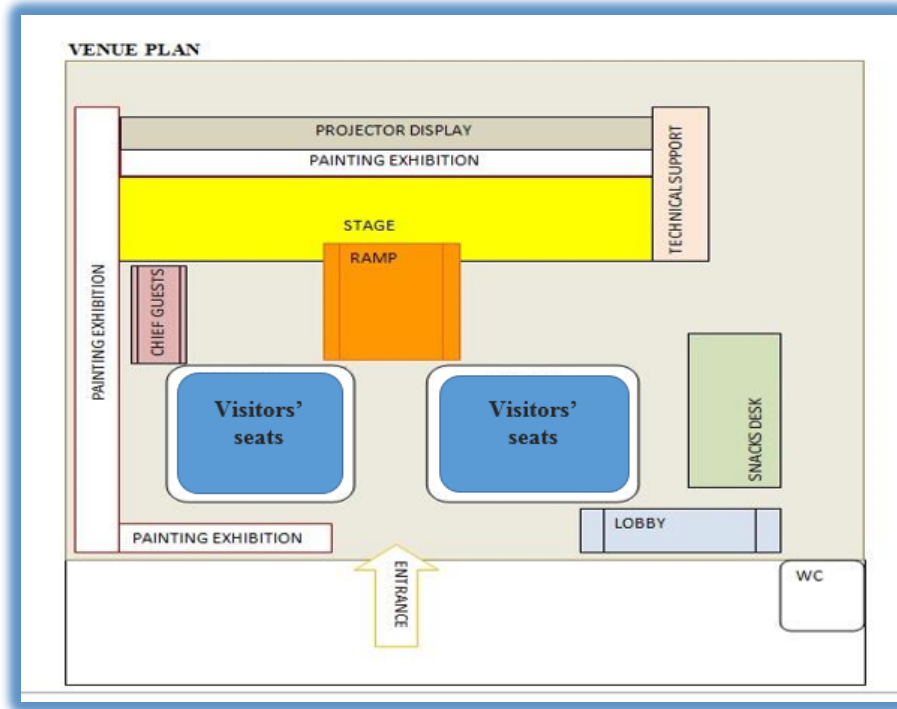 VENUE PLAN
PROJECTOR DISPLAY
PAINTING EXHIBITION
TECHNICAL SUPPORT
STAGE
RAMP
CHIEF GUESTS
PAINTING EXHIBITION
Visitors’
seats
Visitors’
seats
SNACKS DESK
LOBBY
PAINTING EXHIBITION
ENTRANCE
WC